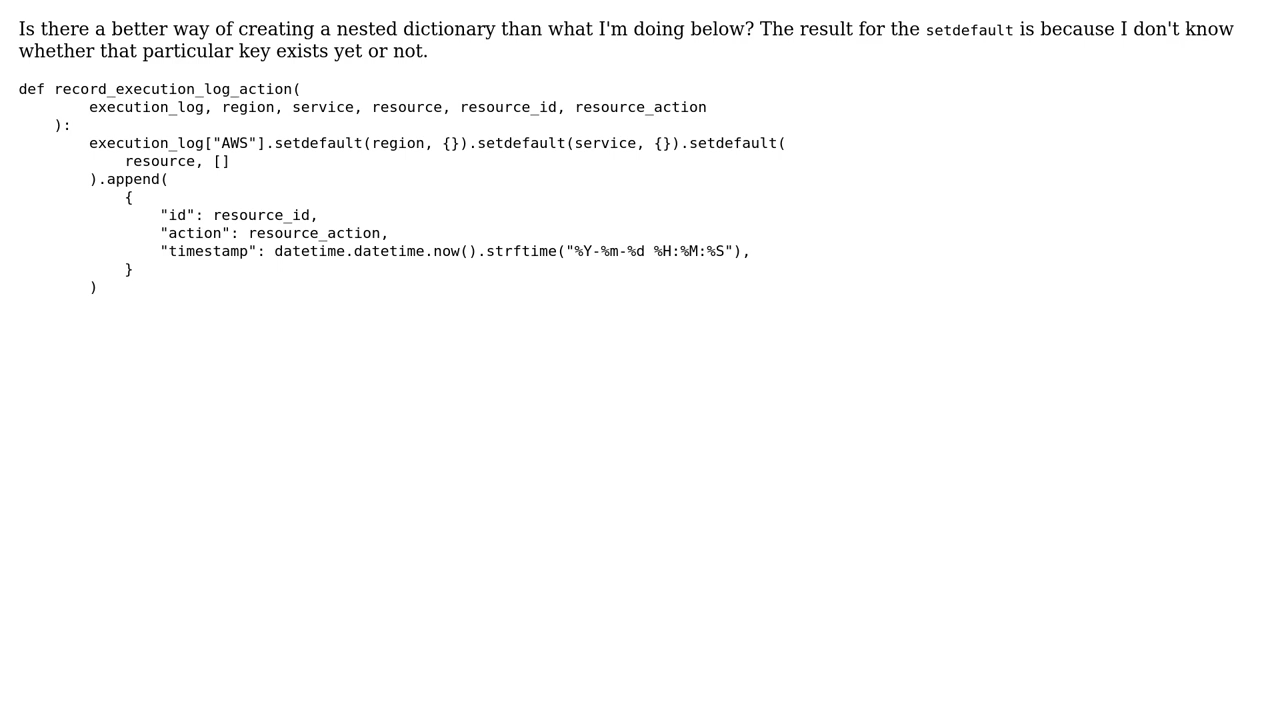 Is there a better way of creating a nested dictionary than what I'm doing below? The result for the setdefault is because I don't know
whether that particular key exists yet or not.
def record_execution_log_action(
        execution_log, region, service, resource, resource_id, resource_action
    ):
        execution_log["AWS"].setdefault(region, {}).setdefault(service, {}).setdefault(
            resource, []
        ).append(
            {
                "id": resource_id,
                "action": resource_action,
                "timestamp": datetime.datetime.now().strftime("%Y-%m-%d %H:%M:%S"),
            }
        )